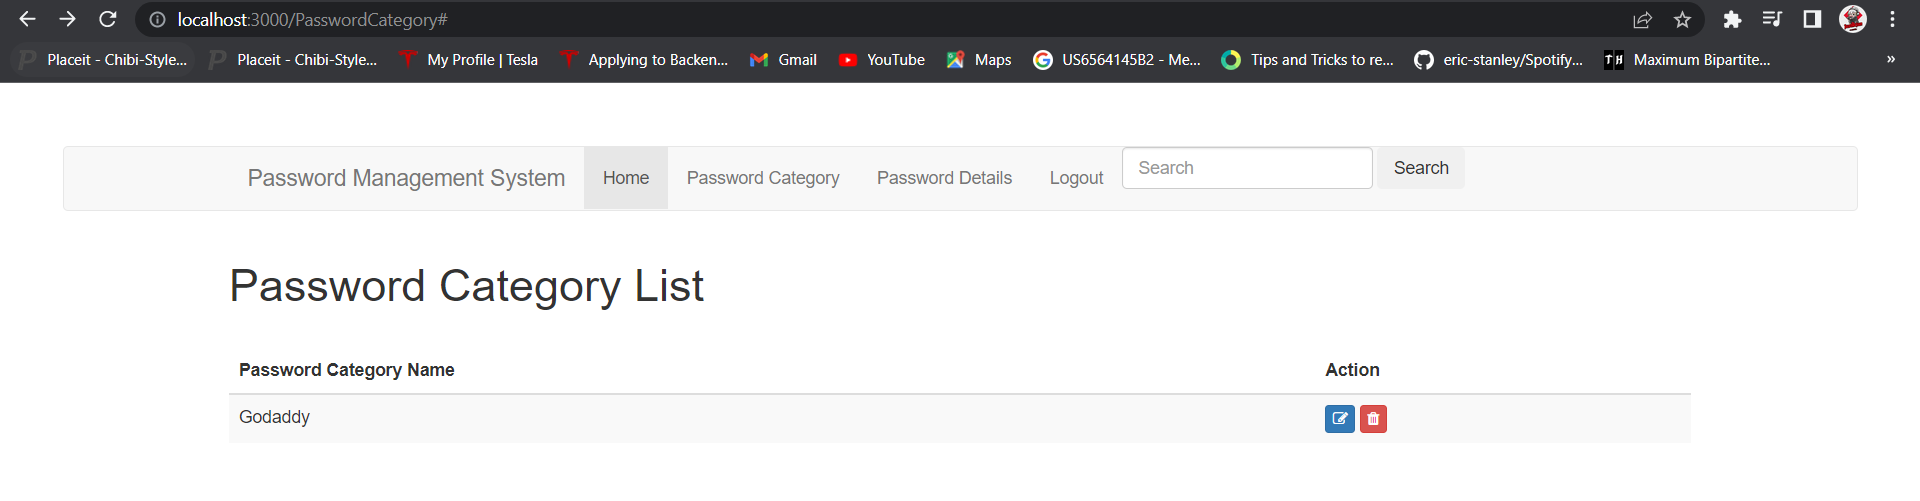 localhost:3000/PasswordCategory#
Placeit - Chibi-Style... Placeit - Chibi-Style... My Profile | Tesla Applying to Backen... Gmail YouTube Maps US6564145B2 - Me... Tips and Tricks to re... eric-stanley/Spotify... TH Maximum Bipartite... »
Password Management System Home Password Category Password Details Logout Search Search
Password Category List
Password Category Name Action
Godaddy